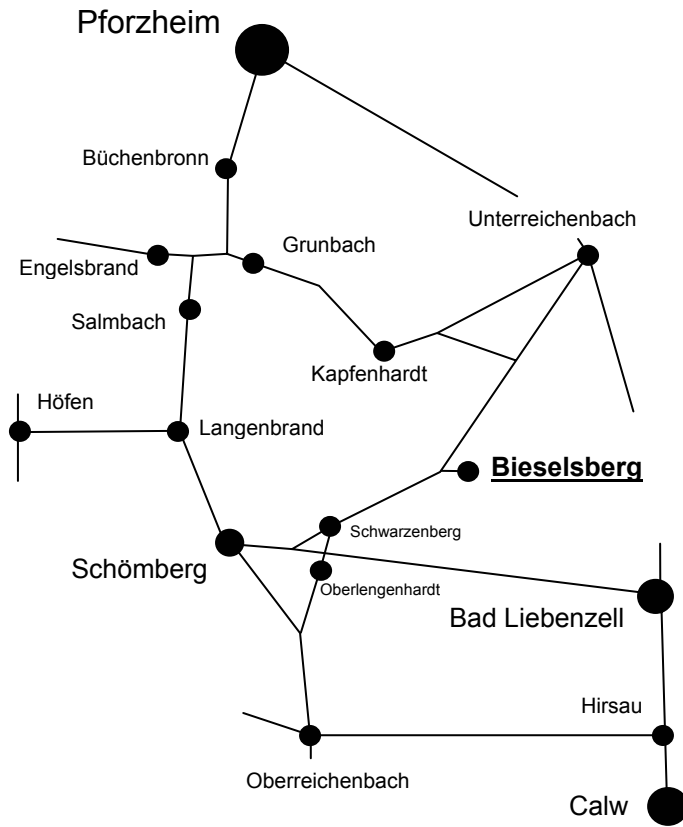 Pforzheim
Büchenbronn
Unterreichenbach
Grunbach
Engelsbrand
Salmbach
Kapfenhardt
Höfen
Langenbrand
Bieselsberg
Schwarzenberg
Schömberg
Oberlengenhardt
Bad Liebenzell
Hirsau
Oberreichenbach
Calw